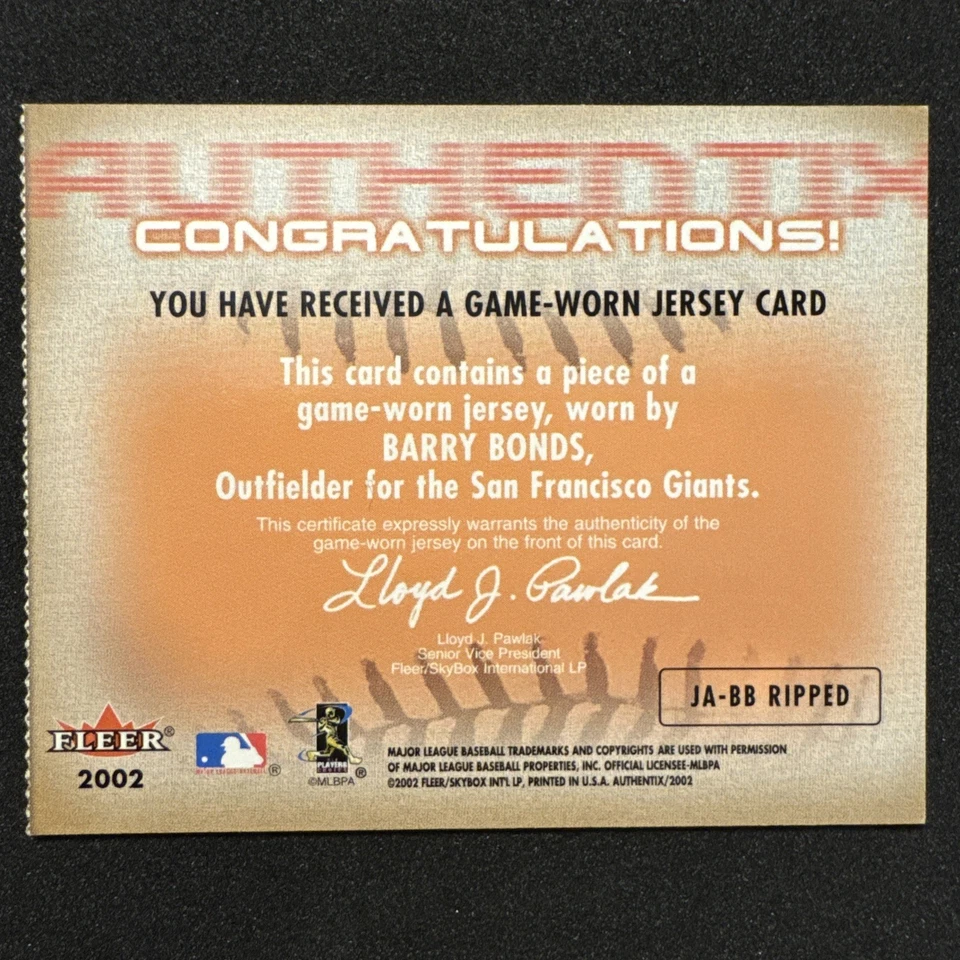 AUTHENTIX
CONGRATULATIONS!
YOU HAVE RECEIVED A GAME-WORN JERSEY CARD
This card contains a piece of a
game-worn jersey, worn by
BARRY BONDS,
Outfielder for the San Francisco Giants.
This certificate expressly warrants the authenticity of the
game-worn jersey on the front of this card.
Lloyd J. Pawlak
Lloyd J. Pawlak
Senior Vice President
Fleer/SkyBox International LP
JA-BB RIPPED
FLEER®
2002
MAJOR LEAGUE BASEBALL ®
PLAYERS
©MLBPA ®
MAJOR LEAGUE BASEBALL TRADEMARKS AND COPYRIGHTS ARE USED WITH PERMISSION
OF MAJOR LEAGUE BASEBALL PROPERTIES, INC. OFFICIAL LICENSEE-MLBPA
©2002 FLEER/SKYBOX INT'L LP, PRINTED IN U.S.A. AUTHENTIX/2002